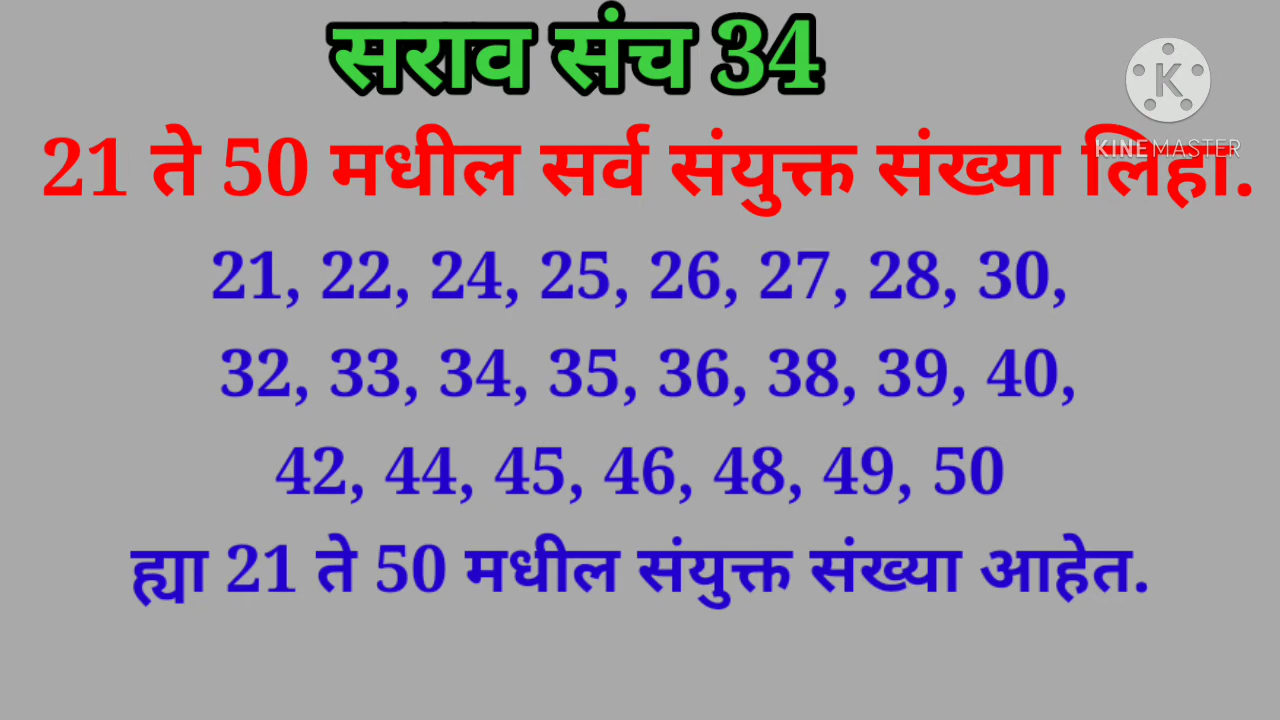 सराव संच 34
KINEMASTER
21 ते 50 मधील सर्व संयुक्त संख्या लिहा.
21, 22, 24, 25, 26, 27, 28, 30,
32, 33, 34, 35, 36, 38, 39, 40,
42, 44, 45, 46, 48, 49, 50
ह्या 21 ते 50 मधील संयुक्त संख्या आहेत.